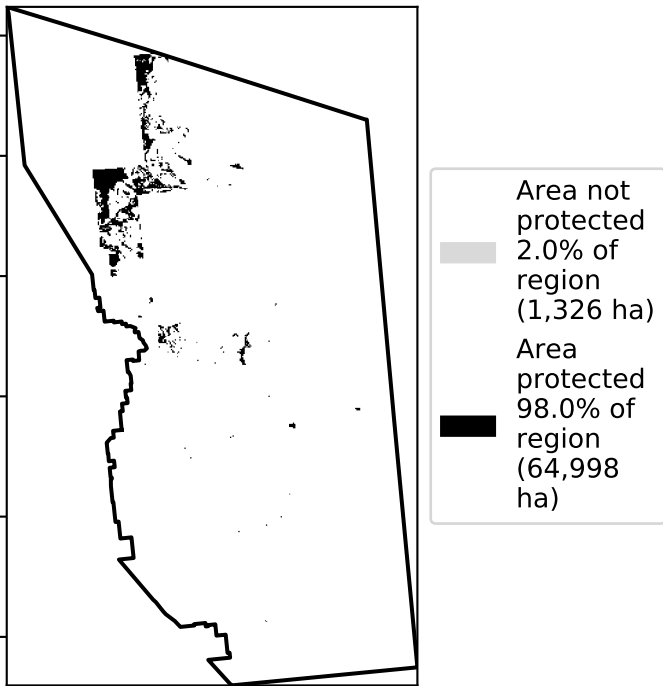 Area not
protected
2.0% of
region
(1,326 ha)
Area
protected
98.0% of
region
(64,998
ha)